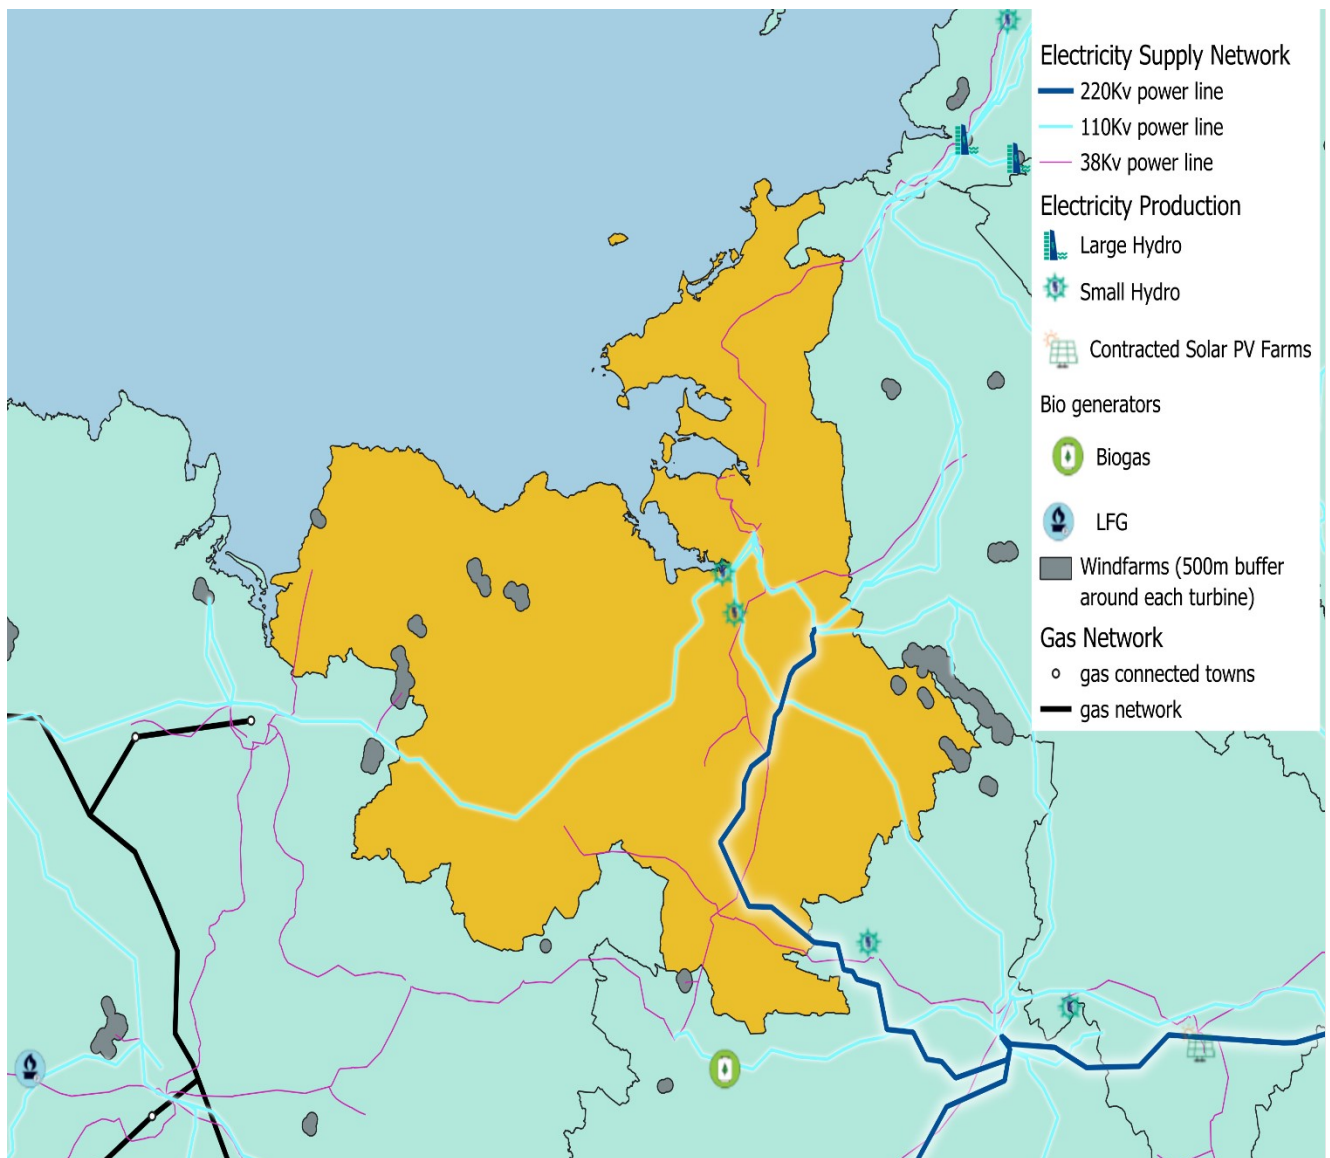 Electricity Supply Network
220Kv power line
110Kv power line
38Kv power line
Electricity Production
Large Hydro
Small Hydro
Contracted Solar PV Farms
Bio generators
Biogas
LFG
Windfarms (500m buffer
around each turbine)
Gas Network
gas connected towns
gas network